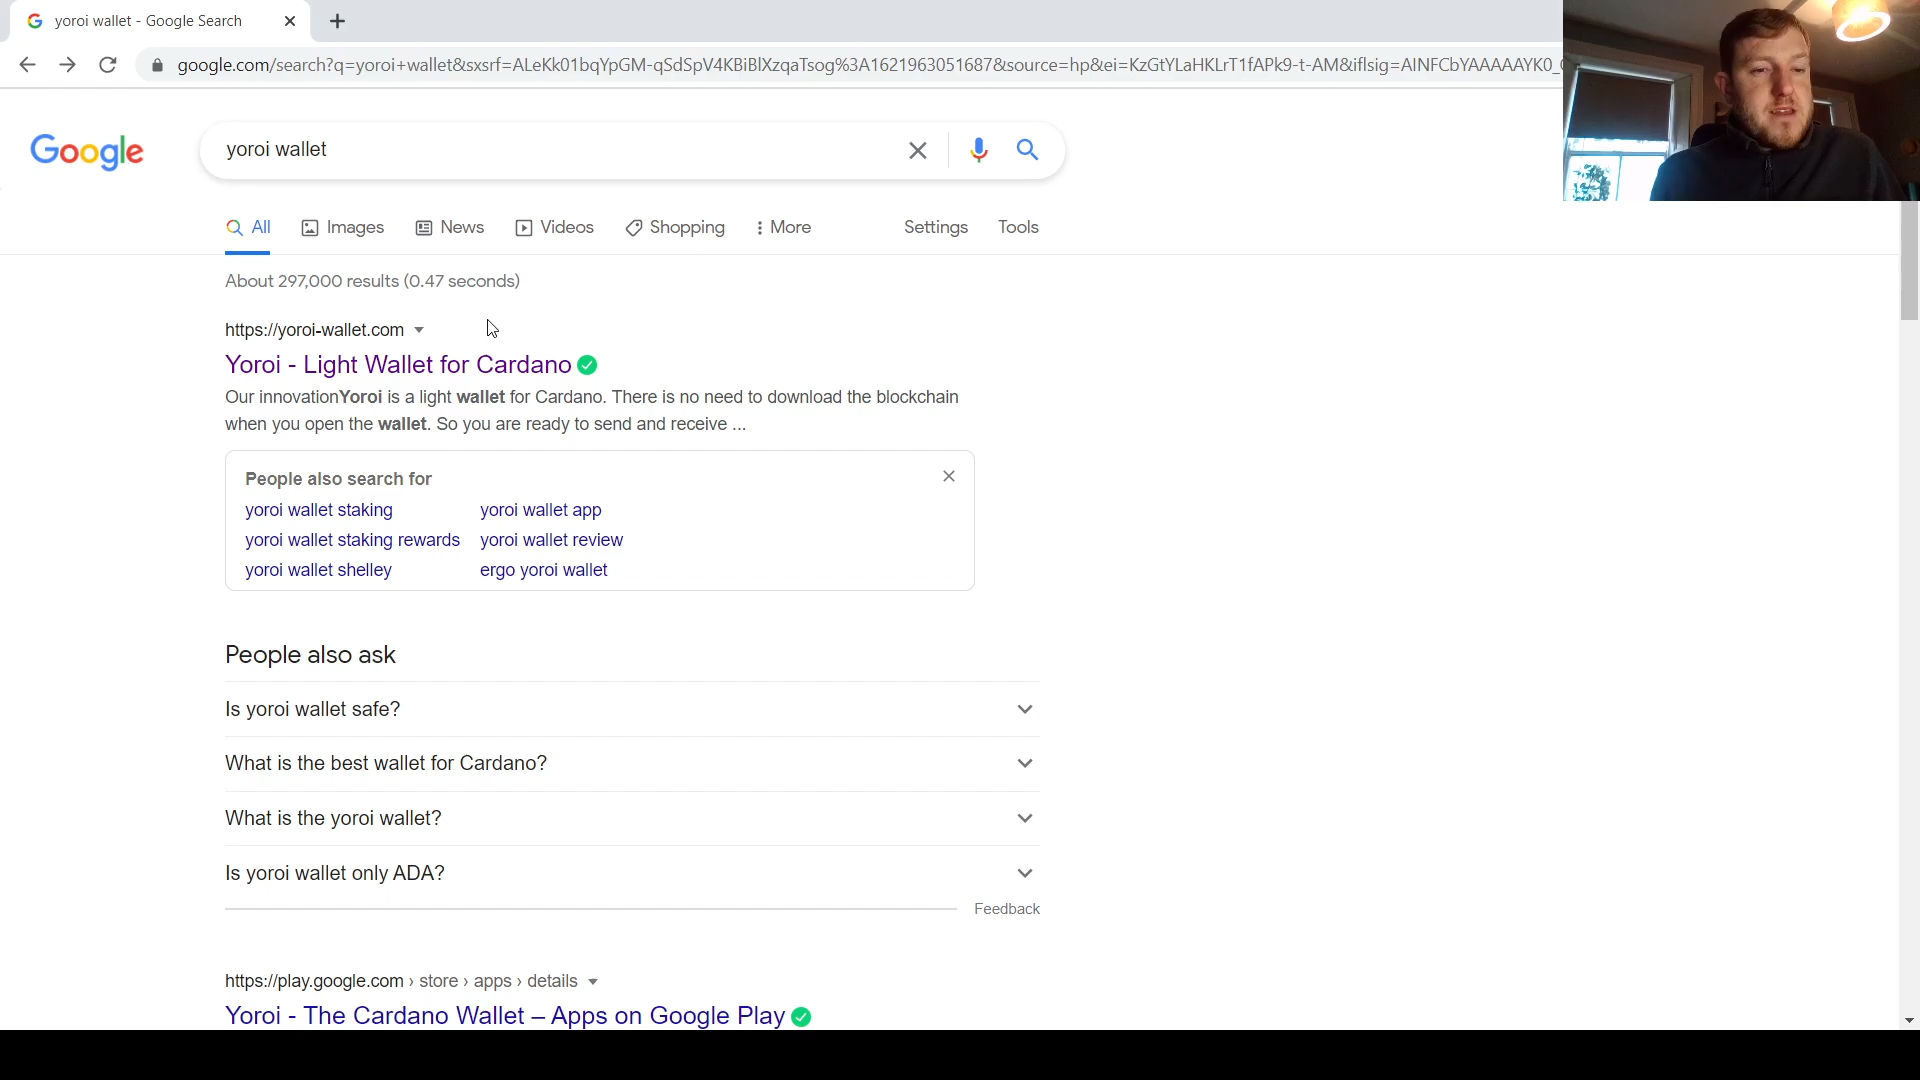 yoroi wallet - Google Search
google.com/search?q=yoroi+wallet&sxsrf=ALeKk01bqYpGM-qSdSpV4KBiBlXzqaTsog%3A1621963051687&source=hp&ei=KzGtYLaHKLrT1fAPk9-t-AM&iflsig=AINFCbYAAAAAYK0_
Google
yoroi wallet
All Images News Videos Shopping More Settings Tools
About 297,000 results (0.47 seconds)
https://yoroi-wallet.com
Yoroi - Light Wallet for Cardano
Our innovationYoroi is a light wallet for Cardano. There is no need to download the blockchain
when you open the wallet. So you are ready to send and receive ...
People also search for
yoroi wallet staking yoroi wallet app
yoroi wallet staking rewards yoroi wallet review
yoroi wallet shelley ergo yoroi wallet
People also ask
Is yoroi wallet safe?
What is the best wallet for Cardano?
What is the yoroi wallet?
Is yoroi wallet only ADA?
Feedback
https://play.google.com › store › apps › details
Yoroi - The Cardano Wallet – Apps on Google Play